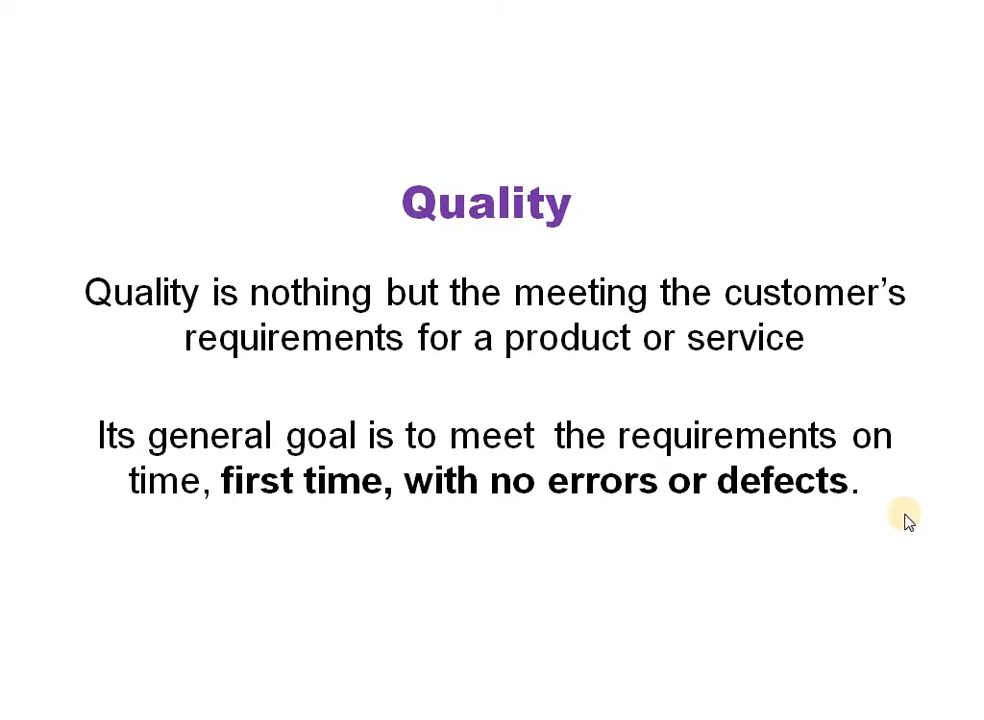 Quality
Quality is nothing but the meeting the customer’s
requirements for a product or service
Its general goal is to meet the requirements on
time, first time, with no errors or defects.